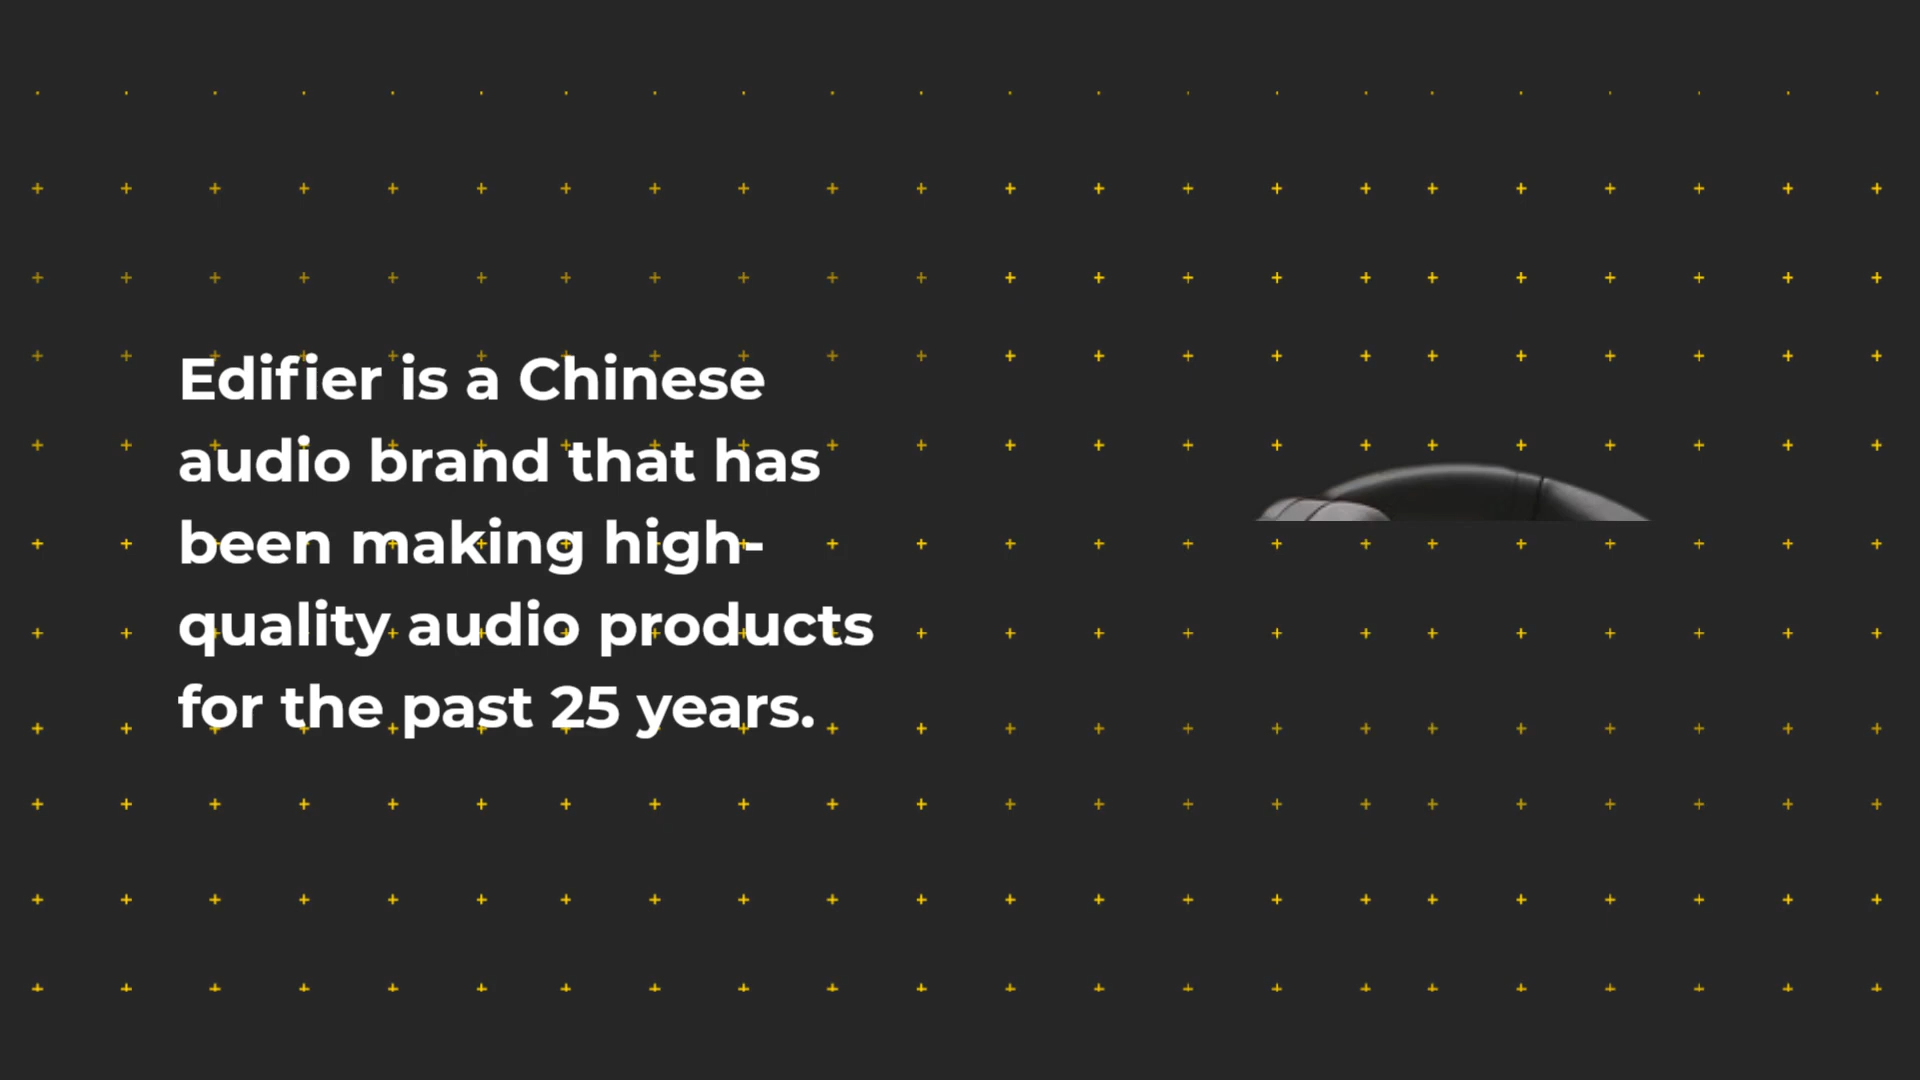 Edifier is a Chinese
audio brand that has
been making high-
quality audio products
for the past 25 years.